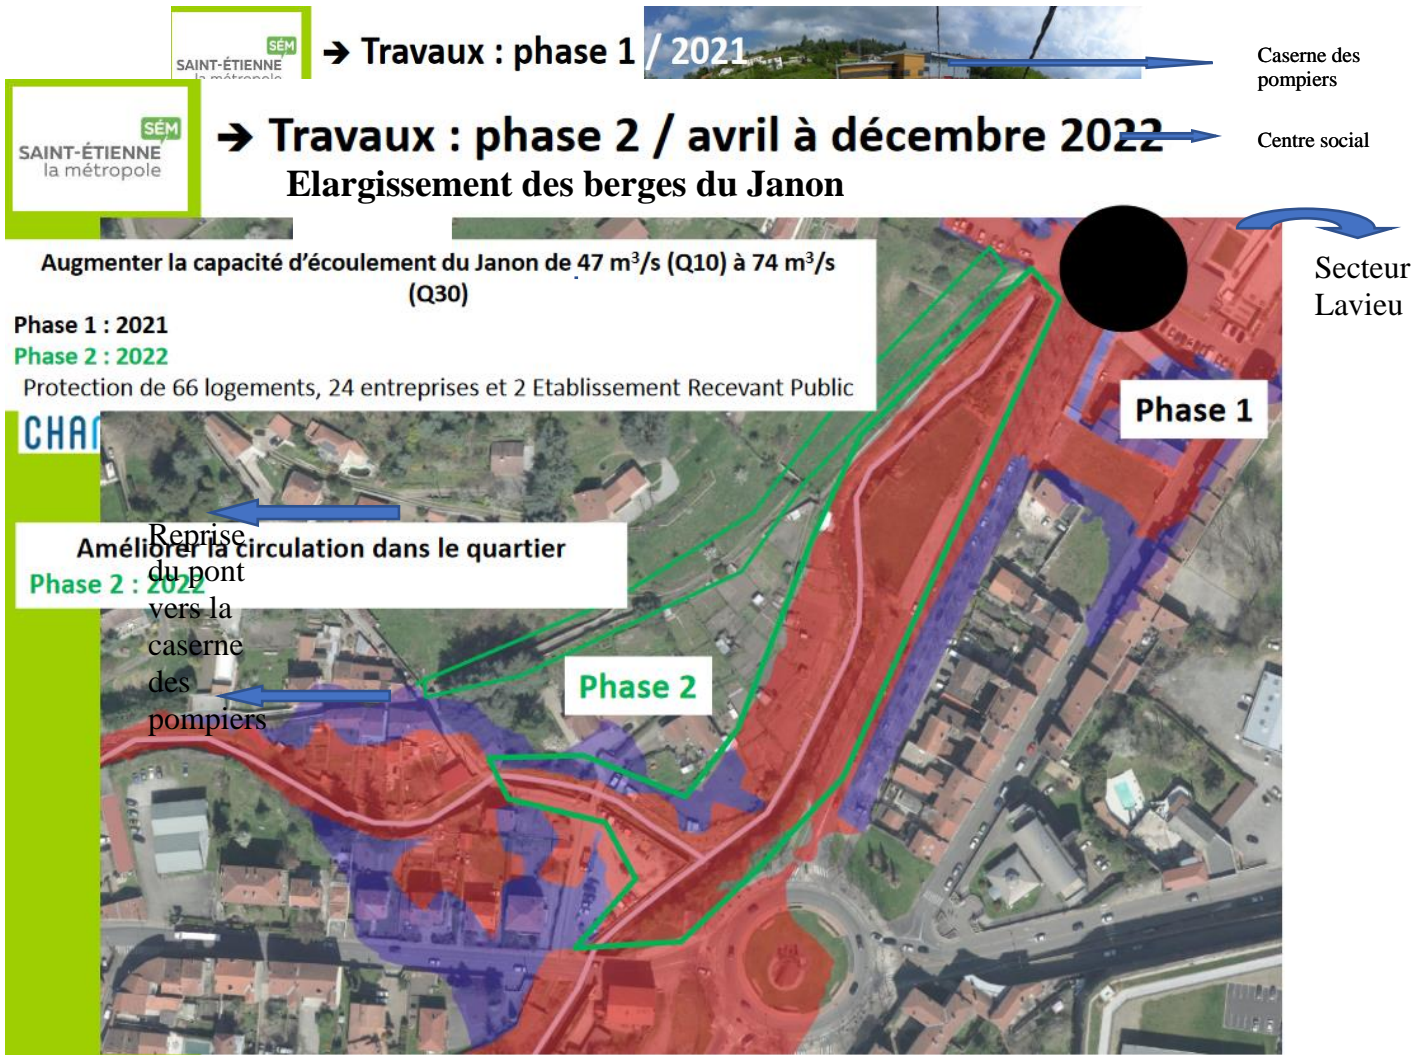 SÉM
SAINT-ÉTIENNE
la métropole
➔ Travaux : phase 1 / 2021
Caserne des
pompiers
SÉM
SAINT-ÉTIENNE
la métropole
➔ Travaux : phase 2 / avril à décembre 2022
Centre social
Elargissement des berges du Janon
Augmenter la capacité d’écoulement du Janon de 47 m³/s (Q10) à 74 m³/s
(Q30)
Phase 1 : 2021
Phase 2 : 2022
Protection de 66 logements, 24 entreprises et 2 Etablissement Recevant Public
Secteur
Lavieu
Phase 1
Améliorer la circulation dans le quartier
Phase 2 : 2022
Reprise
du pont
vers la
caserne
des
pompiers
Phase 2